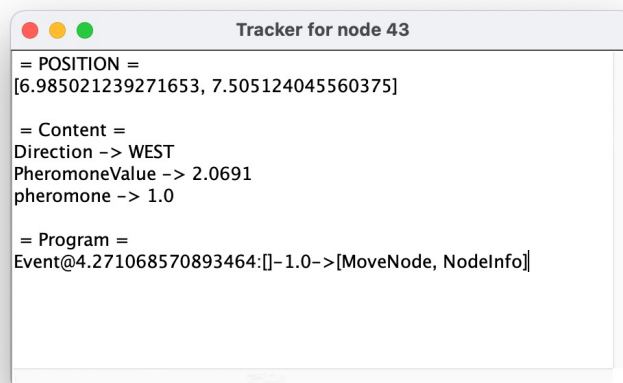 Tracker for node 43
= POSITION =
[6.985021239271653, 7.505124045560375]
= Content =
Direction -> WEST
PheromoneValue -> 2.0691
pheromone -> 1.0
= Program =
Event@4.271068570893464:[]-1.0->[MoveNode, NodeInfo]